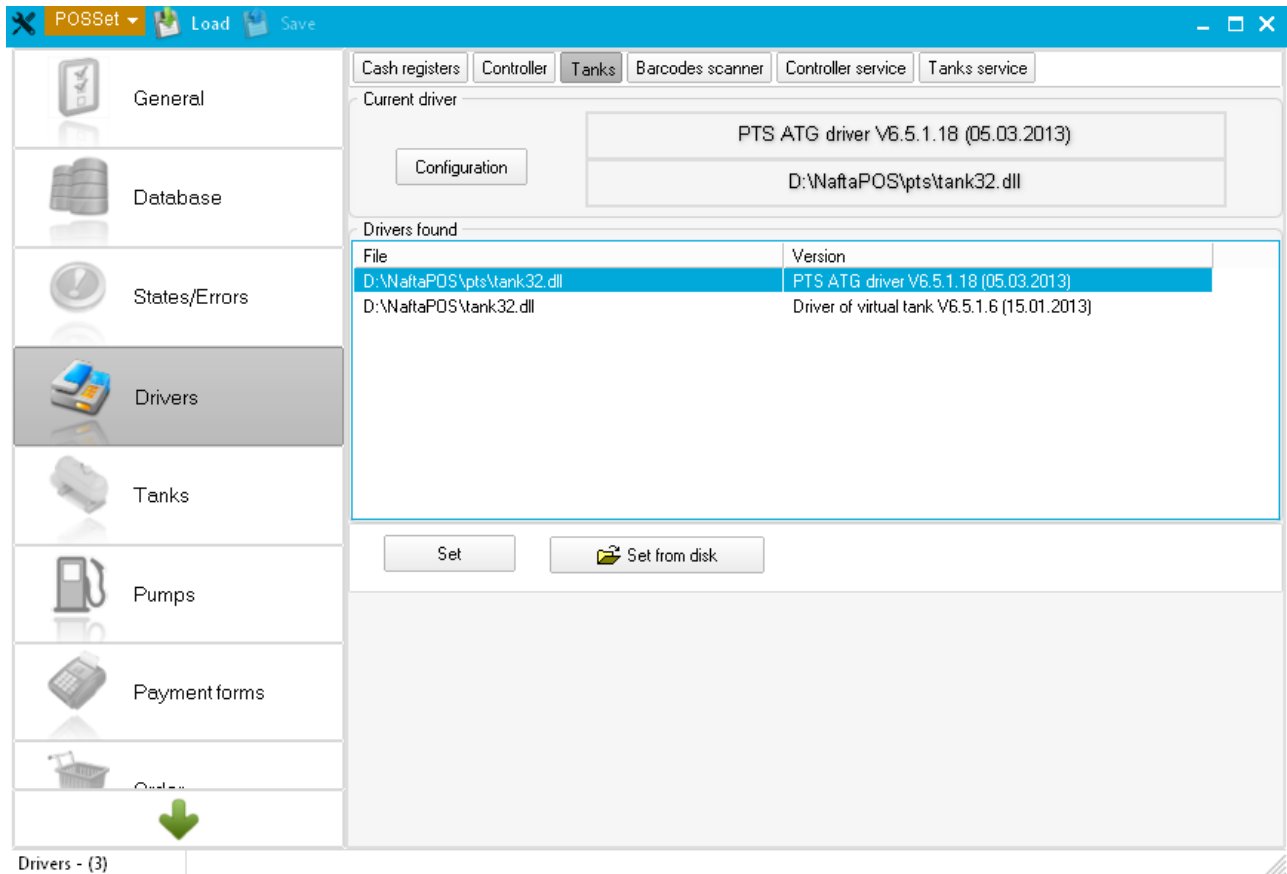 POSSet Load Save
General
Database
States/Errors
Drivers
Tanks
Pumps
Payment forms
Order
Cash registers Controller Tanks Barcodes scanner Controller service Tanks service
Current driver
Configuration
PTS ATG driver V6.5.1.18 (05.03.2013)
D:\NaftaPOS\pts\tank32.dll
Drivers found
File Version
D:\NaftaPOS\pts\tank32.dll PTS ATG driver V6.5.1.18 (05.03.2013)
D:\NaftaPOS\tank32.dll Driver of virtual tank V6.5.1.6 (15.01.2013)
Set Set from disk
Drivers - (3)